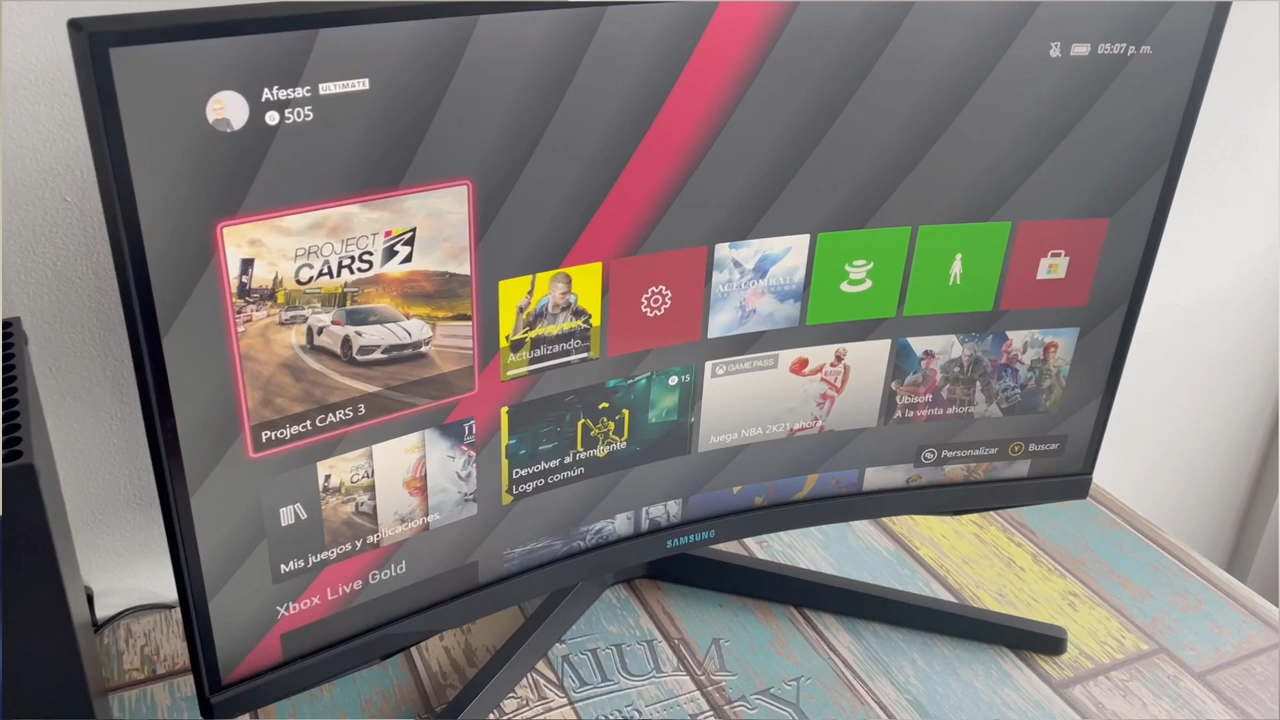 Afesac ULTIMATE
G 505
05:07 p. m.
PROJECT
CARS 3
Project CARS 3
Cyberpunk
Actualizando...
ACE COMBAT 7
G 15
Devolver al remitente
Logro común
GAME PASS
Juega NBA 2K21 ahora
Ubisoft
A la venta ahora
Personalizar
Y Buscar
Mis juegos y aplicaciones
Xbox Live Gold
SAMSUNG